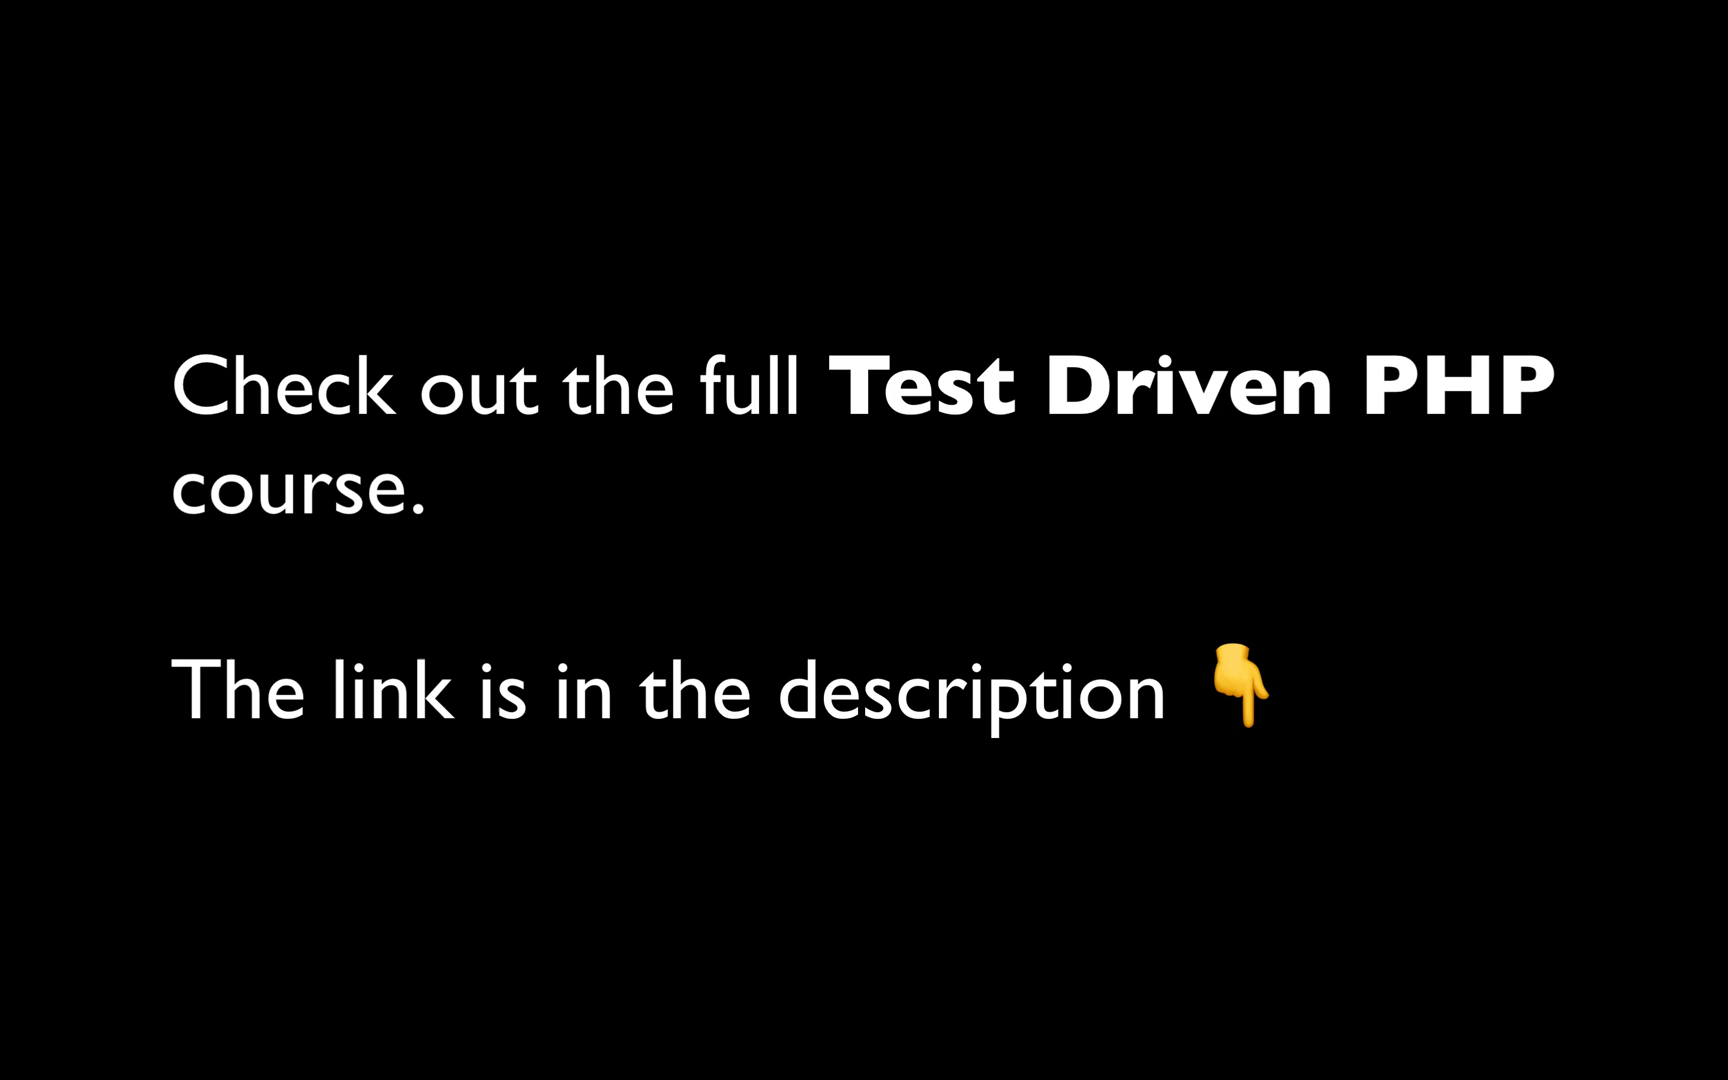 Check out the full Test Driven PHP
course.
The link is in the description 👇